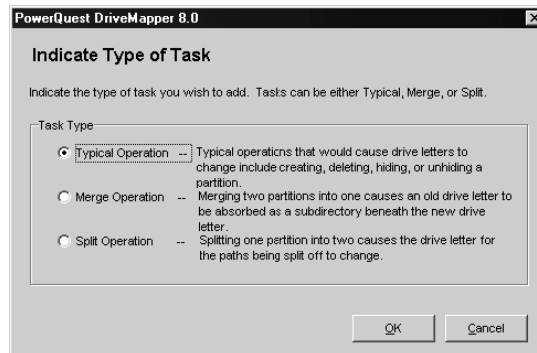 PowerQuest DriveMapper 8.0
Indicate Type of Task
Indicate the type of task you wish to add. Tasks can be either Typical, Merge, or Split.
Task Type
Typical Operation -- Typical operations that would cause drive letters to
change include creating, deleting, hiding, or unhiding a
partition.
Merge Operation -- Merging two partitions into one causes an old drive letter to
be absorbed as a subdirectory beneath the new drive
letter.
Split Operation -- Splitting one partition into two causes the drive letter for
the paths being split off to change.
OK Cancel